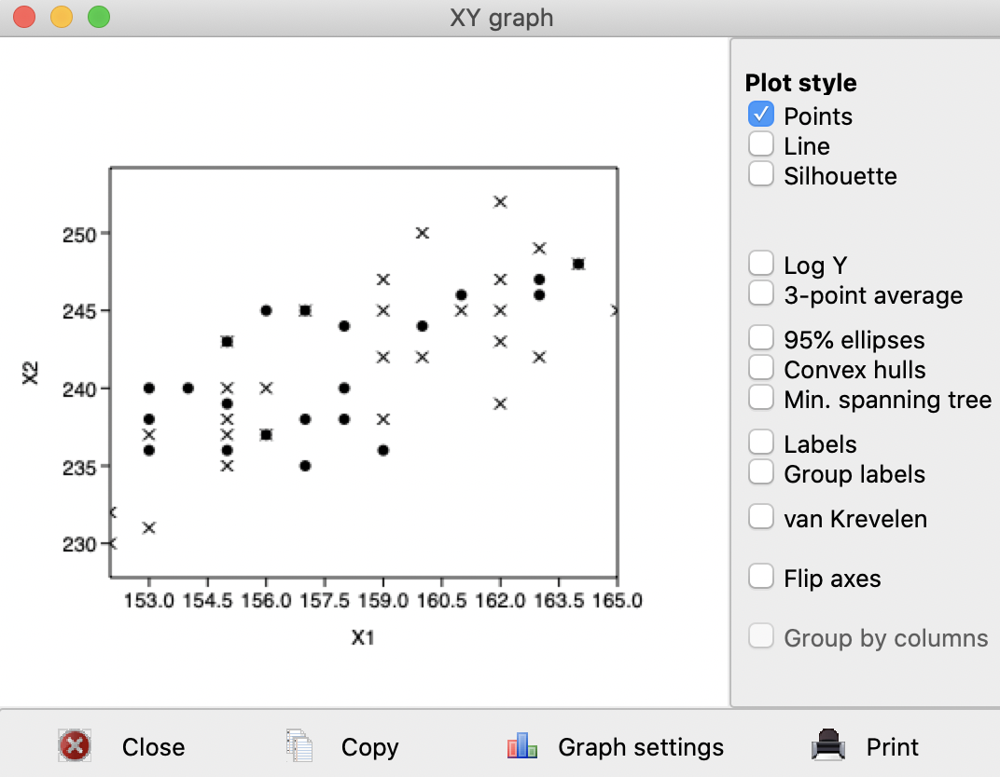 XY graph
Plot style
Points
Line
Silhouette
Log Y
3-point average
95% ellipses
Convex hulls
Min. spanning tree
Labels
Group labels
van Krevelen
Flip axes
Group by columns
250
245
240
235
230
X2
153.0 154.5 156.0 157.5 159.0 160.5 162.0 163.5 165.0
X1
Close Copy Graph settings Print